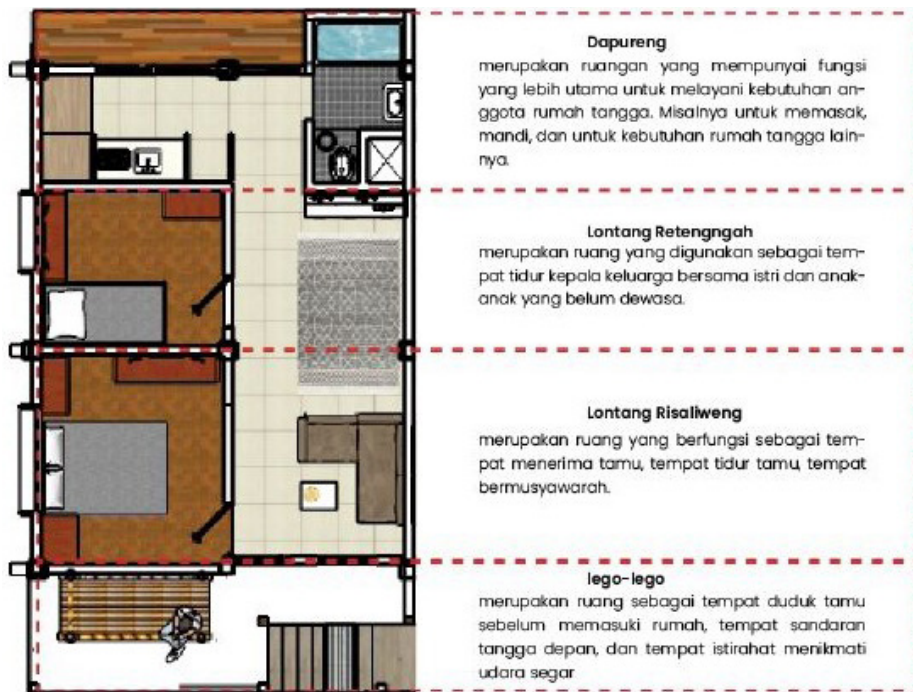 Dapureng
merupakan ruangan yang mempunyai fungsi
yang lebih utama untuk melayani kebutuhan an-
ggota rumah tangga. Misalnya untuk memasak,
mandi, dan untuk kebutuhan rumah tangga lain-
nya.
Lontang Retengngah
merupakan ruang yang digunakan sebagai tem-
pat tidur kepala keluarga bersama istri dan anak-
anak yang belum dewasa.
Lontang Risaliweng
merupakan ruang yang berfungsi sebagai tem-
pat menerima tamu, tempat tidur tamu, tempat
bermusyawarah.
lego-lego
merupakan ruang sebagai tempat duduk tamu
sebelum memasuki rumah, tempat sandaran
tangga depan, dan tempat istirahat menikmati
udara segar